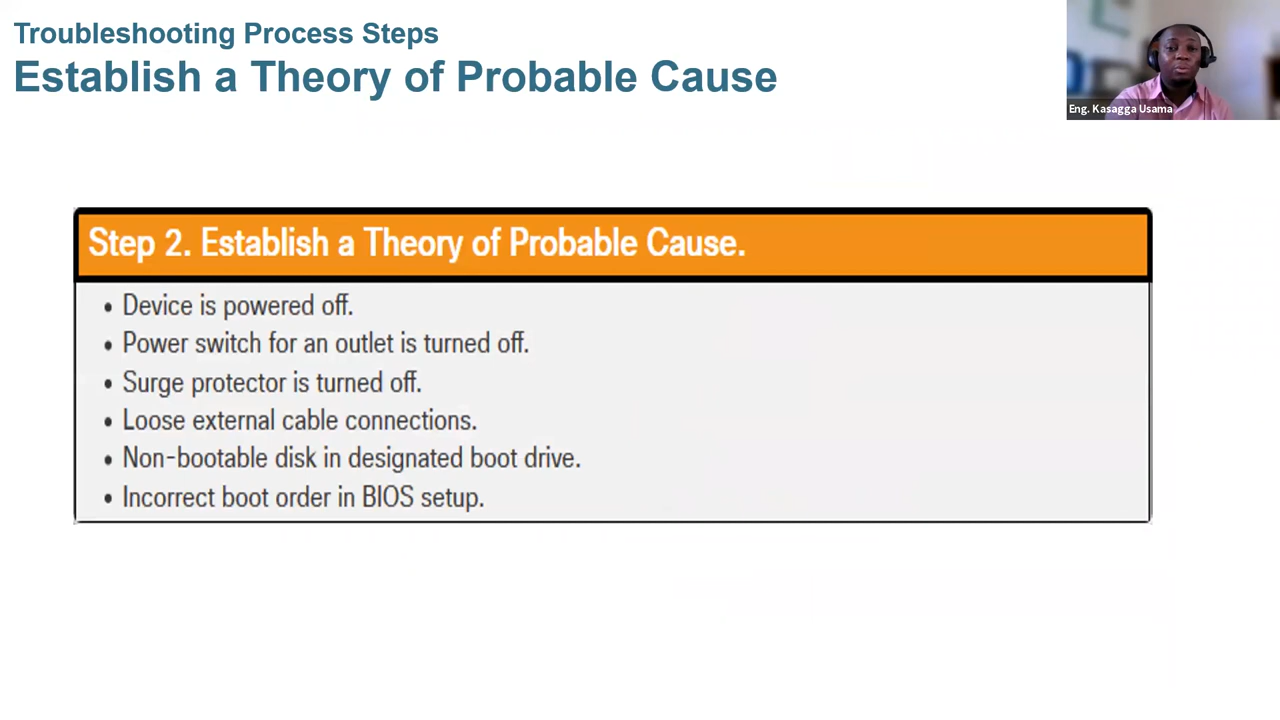 Troubleshooting Process Steps
Establish a Theory of Probable Cause
Eng. Kasagga Usama
Step 2. Establish a Theory of Probable Cause.
• Device is powered off.
• Power switch for an outlet is turned off.
• Surge protector is turned off.
• Loose external cable connections.
• Non-bootable disk in designated boot drive.
• Incorrect boot order in BIOS setup.